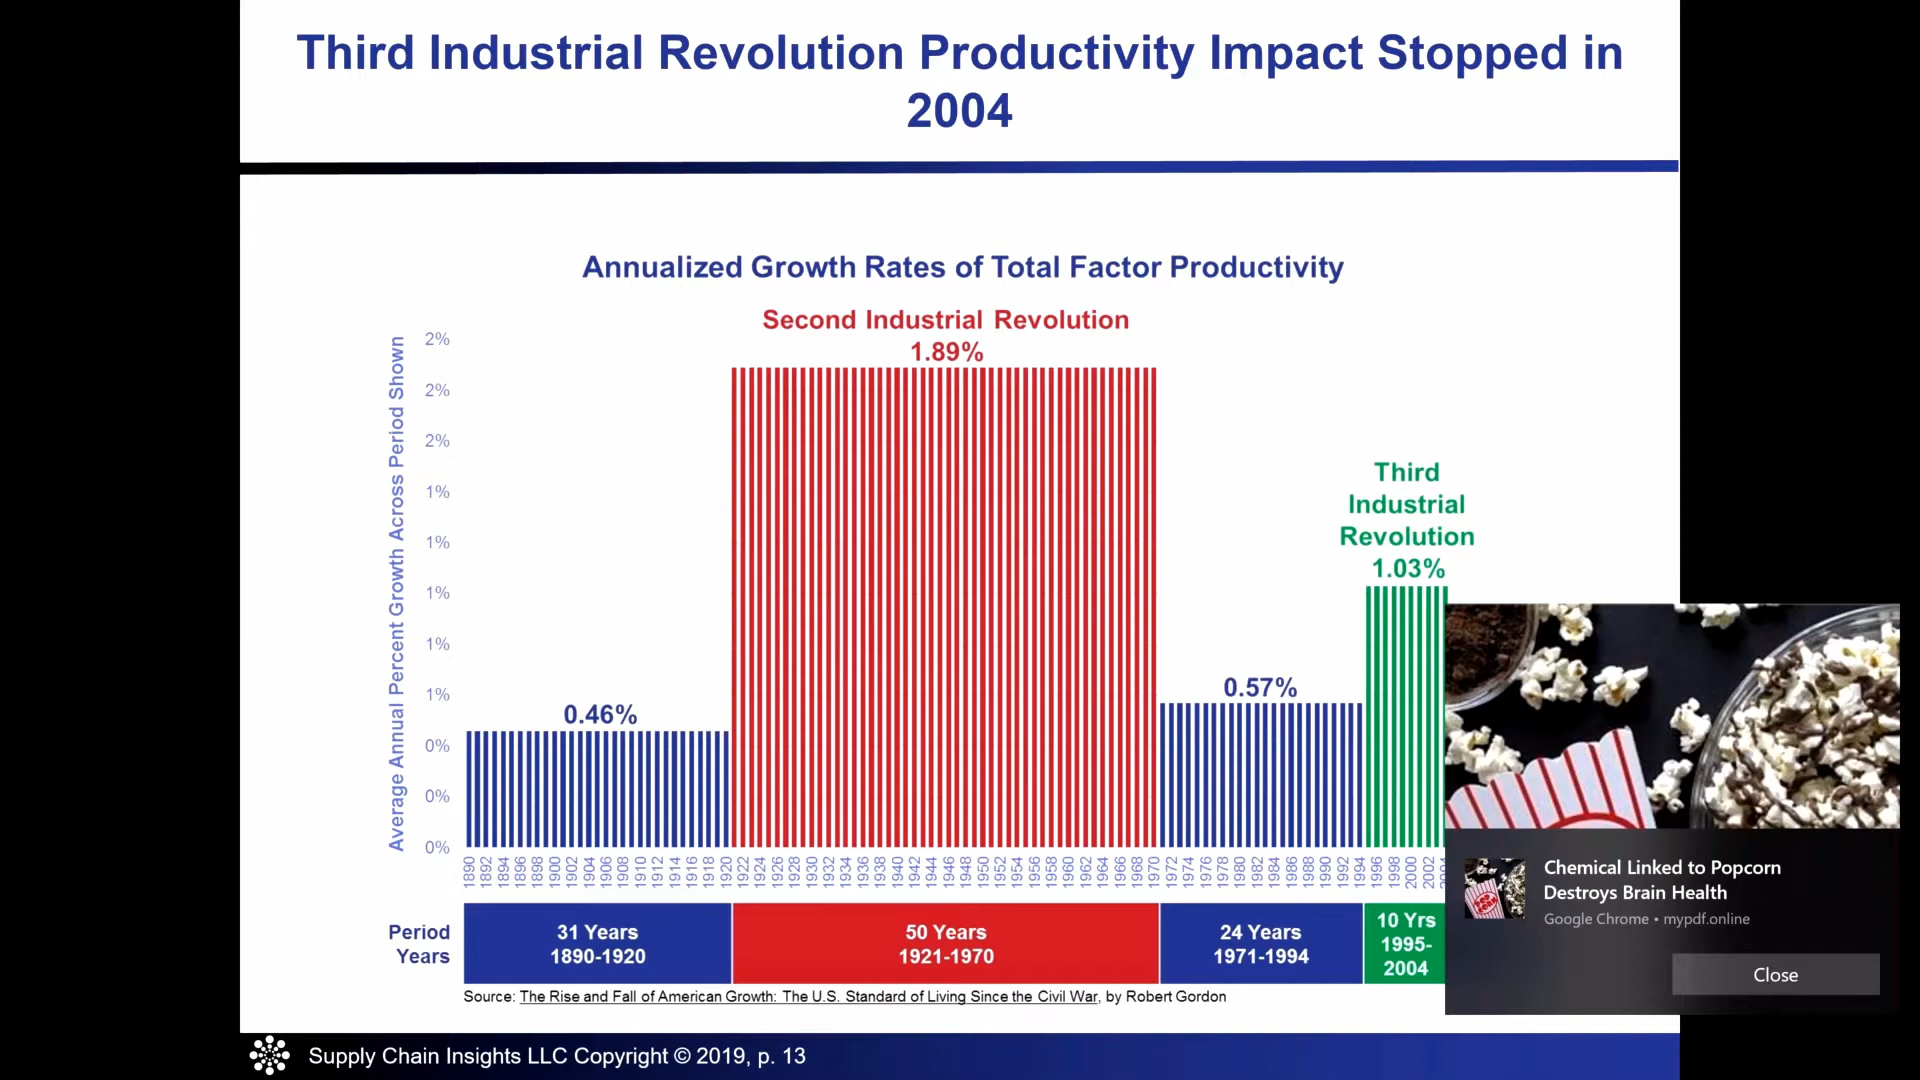 Third Industrial Revolution Productivity Impact Stopped in
2004
Annualized Growth Rates of Total Factor Productivity
Second Industrial Revolution
1.89%
Third
Industrial
Revolution
1.03%
0.46%
0.57%
Average Annual Percent Growth Across Period Shown
2%
2%
2%
1%
1%
1%
1%
1%
0%
0%
0%
1890 1892 1894 1896 1898 1900 1902 1904 1906 1908 1910 1912 1914 1916 1918 1920 1922 1924 1926 1928 1930 1932 1934 1936 1938 1940 1942 1944 1946 1948 1950 1952 1954 1956 1958 1960 1962 1964 1966 1968 1970 1972 1974 1976 1978 1980 1982 1984 1986 1988 1990 1992 1994 1996 1998 2000 2002 2004
Period
Years
31 Years
1890-1920
50 Years
1921-1970
24 Years
1971-1994
10 Yrs
1995-
2004
Source: The Rise and Fall of American Growth: The U.S. Standard of Living Since the Civil War, by Robert Gordon
Chemical Linked to Popcorn
Destroys Brain Health
Google Chrome • mypdf.online
Close
Supply Chain Insights LLC Copyright © 2019, p. 13